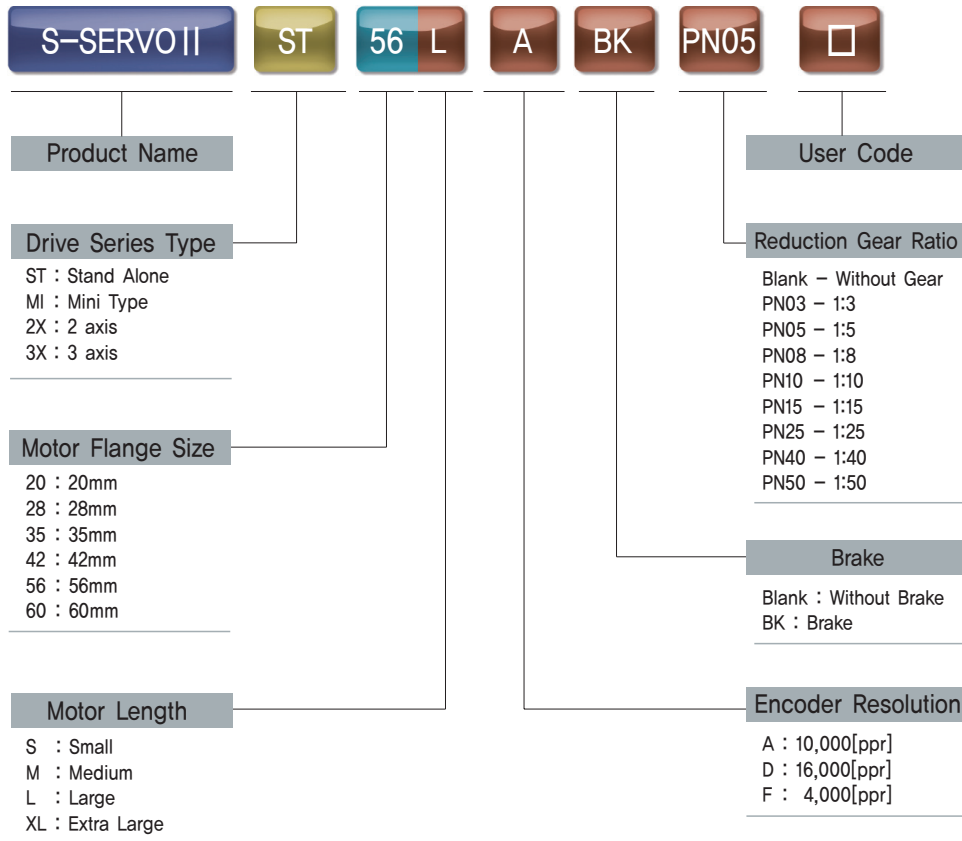 S-SERVOII ST 56 L A BK PN05 □
Product Name
User Code
Drive Series Type
ST : Stand Alone
MI : Mini Type
2X : 2 axis
3X : 3 axis
Reduction Gear Ratio
Blank - Without Gear
PN03 - 1:3
PN05 - 1:5
PN08 - 1:8
PN10 - 1:10
PN15 - 1:15
PN25 - 1:25
PN40 - 1:40
PN50 - 1:50
Motor Flange Size
20 : 20mm
28 : 28mm
35 : 35mm
42 : 42mm
56 : 56mm
60 : 60mm
Brake
Blank : Without Brake
BK : Brake
Motor Length
S : Small
M : Medium
L : Large
XL : Extra Large
Encoder Resolution
A : 10,000[ppr]
D : 16,000[ppr]
F : 4,000[ppr]